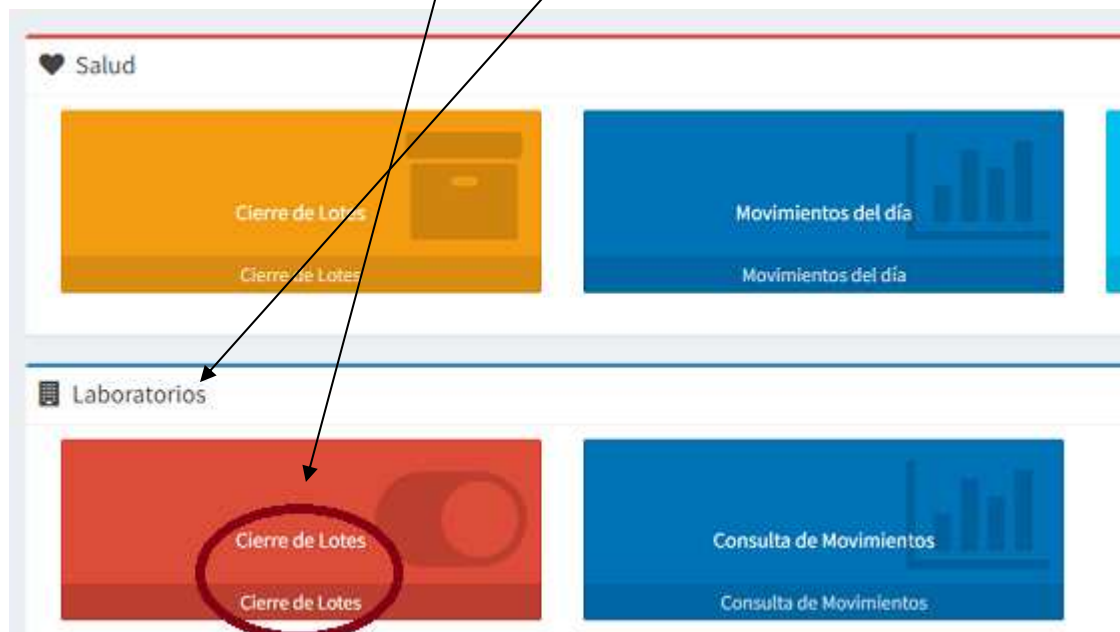 Salud
Cierre de Lotes
Movimientos del día
Cierre de Lotes
Movimientos del día
Laboratorios
Cierre de Lotes
Consulta de Movimientos
Cierre de Lotes
Consulta de Movimientos